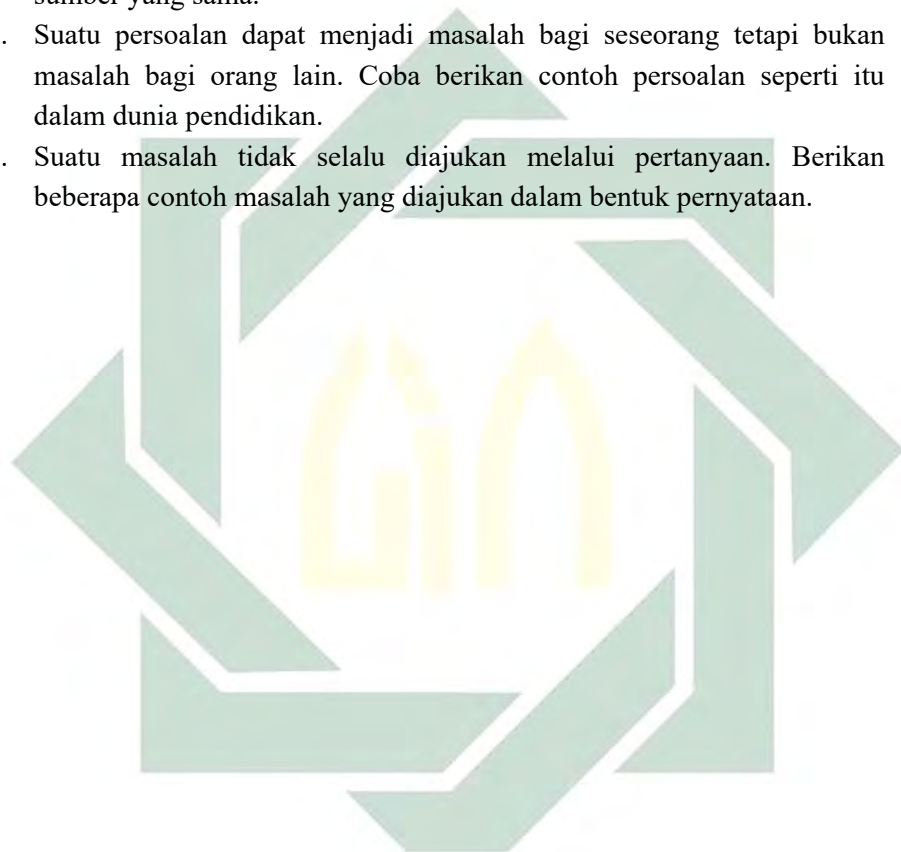 sumber yang sama.
. Suatu persoalan dapat menjadi masalah bagi seseorang tetapi bukan
masalah bagi orang lain. Coba berikan contoh persoalan seperti itu
dalam dunia pendidikan.
. Suatu masalah tidak selalu diajukan melalui pertanyaan. Berikan
beberapa contoh masalah yang diajukan dalam bentuk pernyataan.